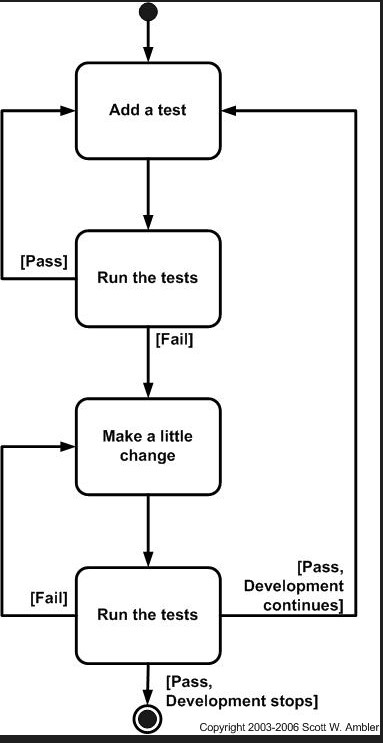 Add a test
[Pass]
Run the tests
[Fail]
Make a little
change
[Fail]
Run the tests
[Pass,
Development
continues]
[Pass,
Development stops]
Copyright 2003-2006 Scott W. Ambler